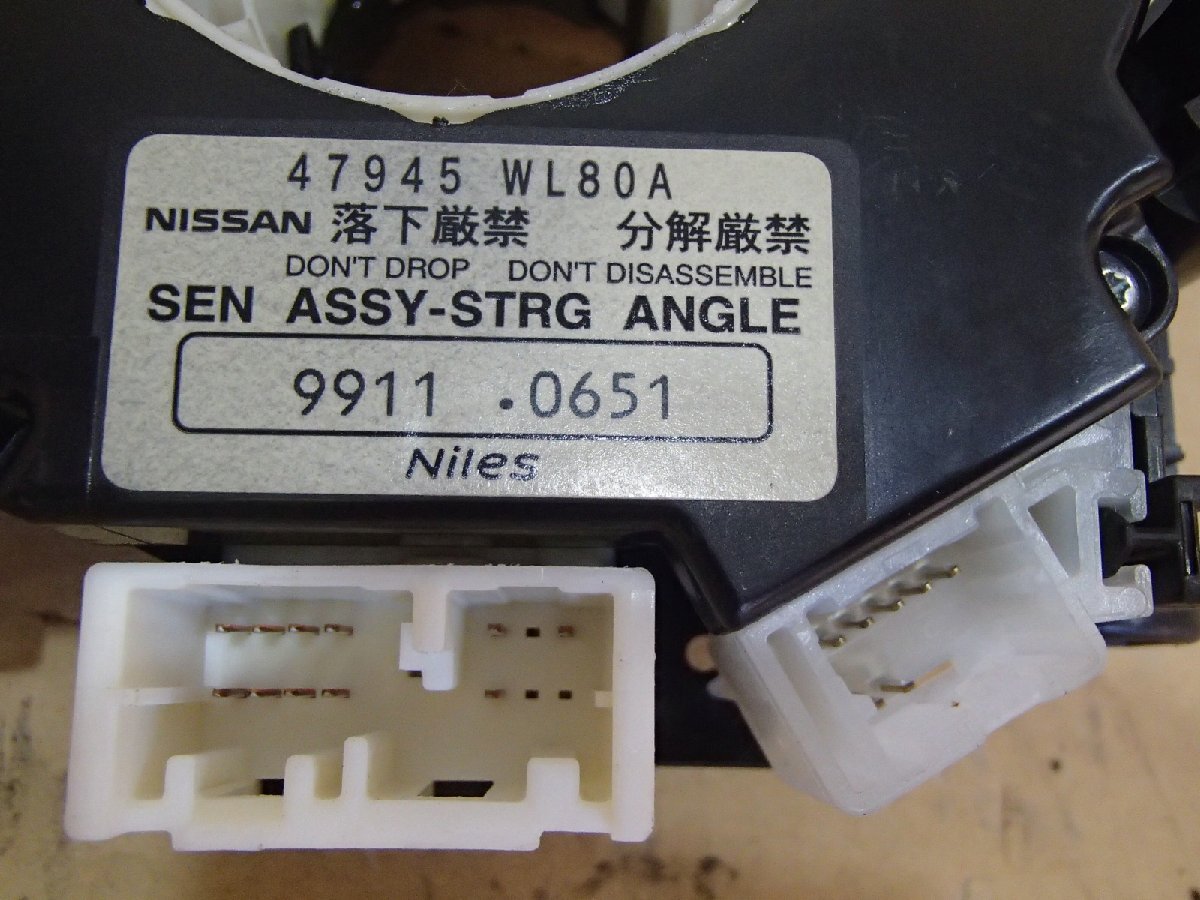 47945 WL80A
NISSAN 落下厳禁 分解厳禁
DON'T DROP DON'T DISASSEMBLE
SEN ASSY-STRG ANGLE
9911 .0651
Niles